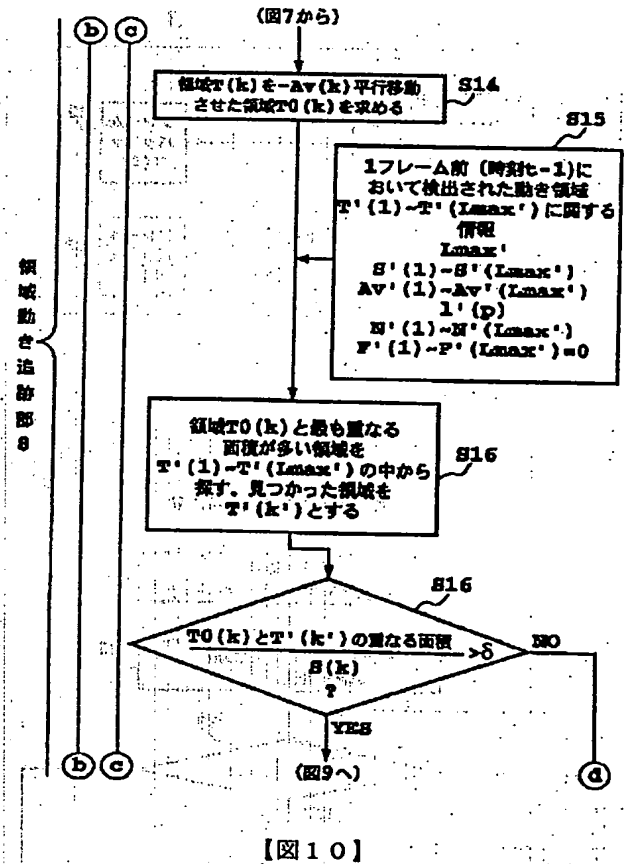 (図7から)
b
c
領域T(k)を-Av(k)平行移動
させた領域T0(k)を求める
S14
S15
1フレーム前(時刻t-1)に
おいて検出された動き領域
T'(1)~T'(Lmax')に関する
情報
Lmax'
S'(1)~S'(Lmax')
Av'(1)~Av'(Lmax')
l'(p)
N'(1)~N'(Lmax')
F'(1)~F'(Lmax')=0
領域動き追跡部8
領域T0(k)と最も重なる
面積が多い領域を
T'(1)~T'(Lmax')の中から
探す。見つかった領域を
T'(k')とする
S16
S16
T0(k)とT'(k')の重なる面積
>δ
S(k)
?
NO
YES
b
c
(図9へ)
d
【図10】